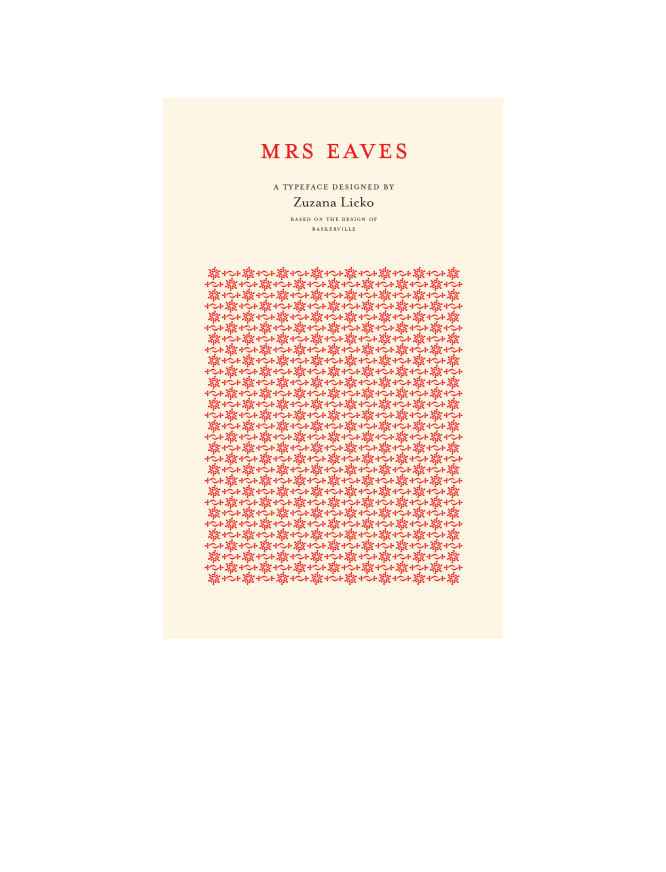 MRS EAVES
A TYPEFACE DESIGNED BY
Zuzana Licko
BASED ON THE DESIGN OF
BASKERVILLE